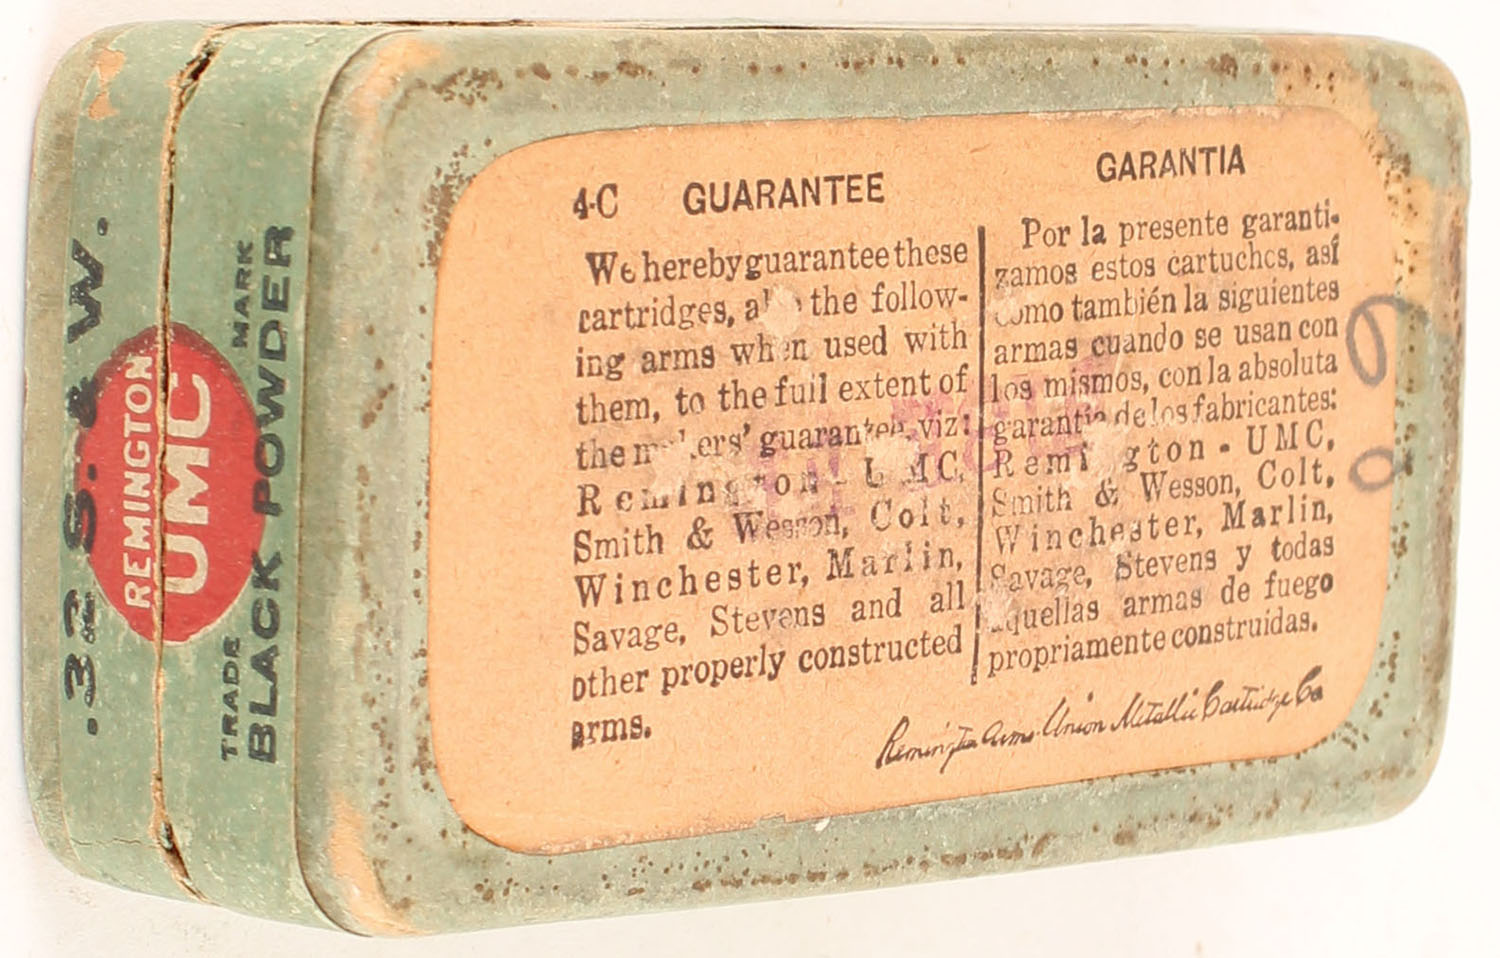 .32 S. & W.
REMINGTON
UMC
TRADE MARK
BLACK POWDER
4-C GUARANTEE
We hereby guarantee these
cartridges, the follow-
ing arms when used with
them, to the full extent of
the guarantee, viz:
Remington - UMC,
Smith & Wesson, Colt,
Winchester, Marlin,
Savage, Stevens and all
other properly constructed
arms.
GARANTIA
Por la presente garanti-
zamos estos cartuchos, así
como también la siguientes
armas cuando se usan con
los mismos, con la absoluta
garantia de los fabricantes:
Remington - UMC,
Smith & Wesson, Colt,
Winchester, Marlin,
Savage, Stevens y todas
aquellas armas de fuego
propriamente construidas.
Remington Arms Union Metallic Cartridge Co